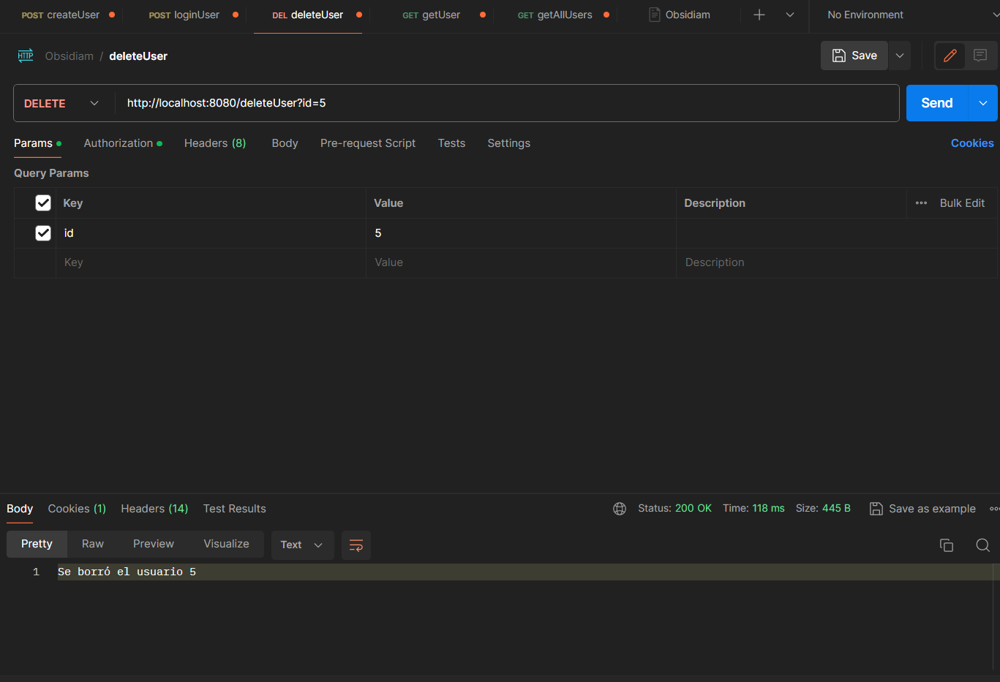 POST createUser POST loginUser DEL deleteUser GET getUser GET getAllUsers Obsidiam No Environment
HTTP Obsidiam / deleteUser Save
DELETE http://localhost:8080/deleteUser?id=5 Send
Params Authorization Headers (8) Body Pre-request Script Tests Settings Cookies
Query Params
Key Value Description Bulk Edit
id 5
Key Value Description
Body Cookies (1) Headers (14) Test Results Status: 200 OK Time: 118 ms Size: 445 B Save as example
Pretty Raw Preview Visualize Text
1 Se borró el usuario 5